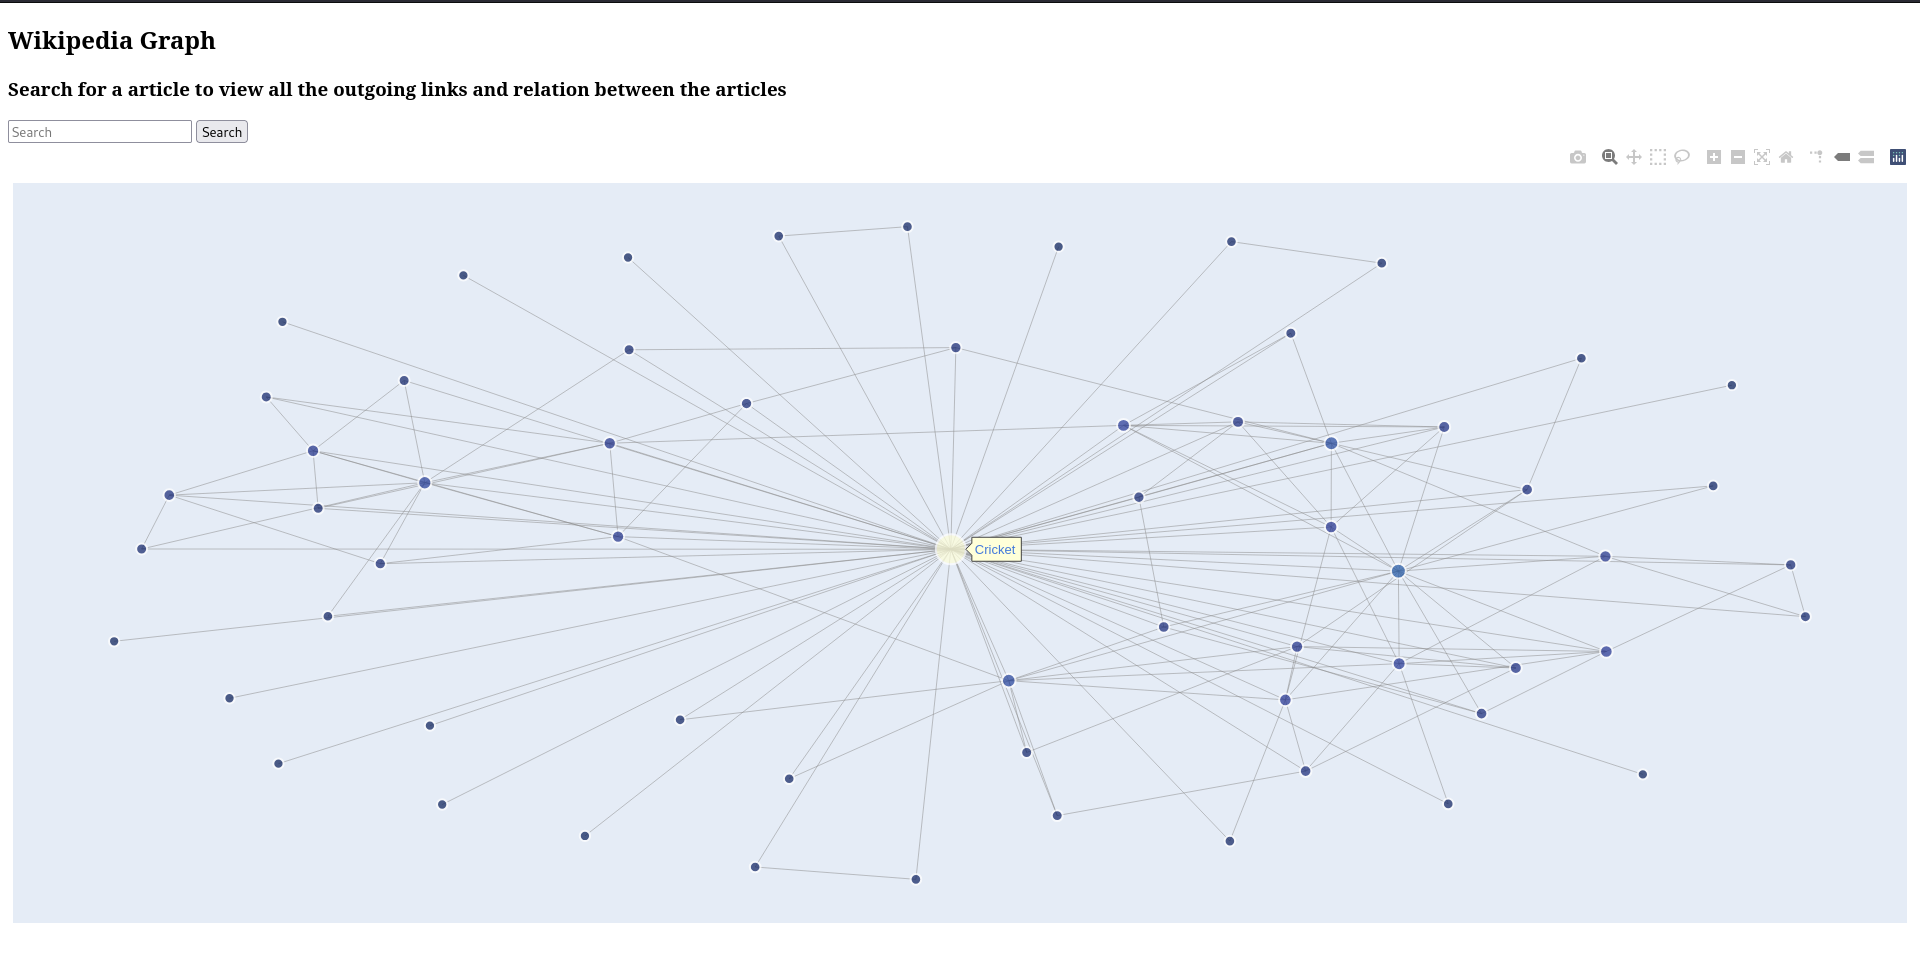 Wikipedia Graph
Search for a article to view all the outgoing links and relation between the articles
Search Search
Cricket